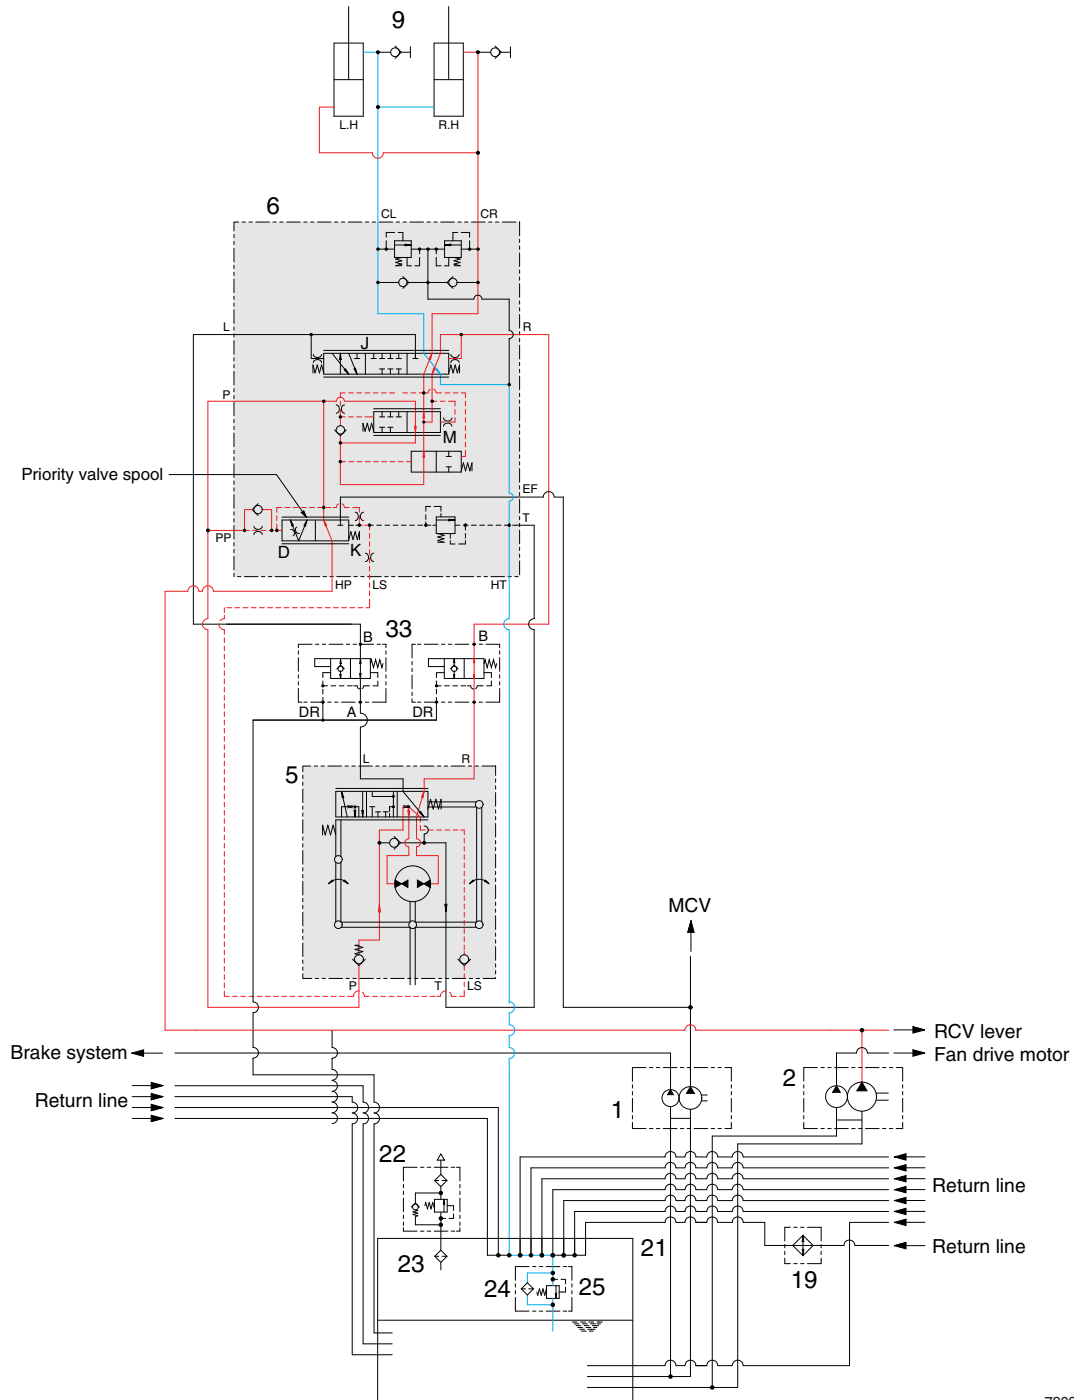 9
L.H
R.H
6
CL
CR
L
J
R
P
M
Priority valve spool
EF
T
PP
D
K
HP
LS
HT
B
33
B
DR
A
DR
L
R
5
P
T
LS
MCV
RCV lever
Brake system
Fan drive motor
2
1
Return line
22
Return line
21
Return line
23
24
25
19